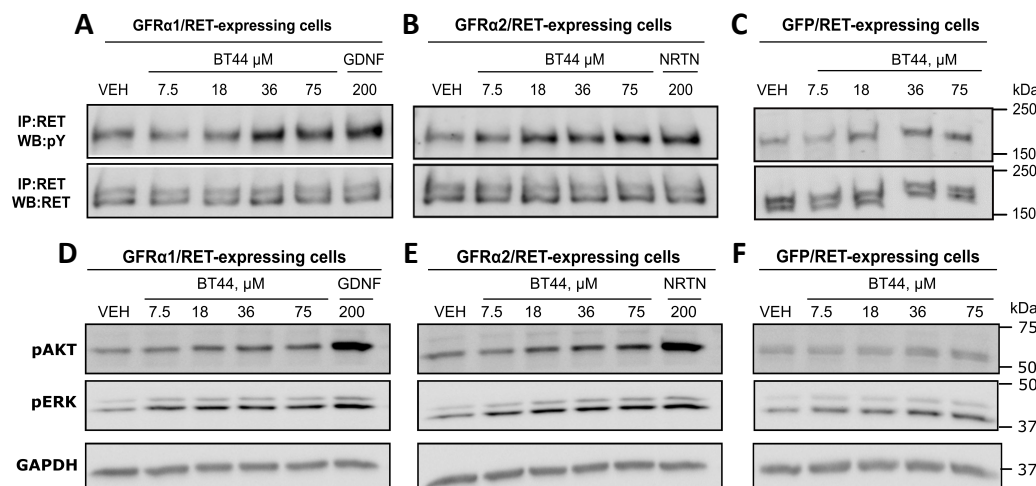 A B C
GFRα1/RET-expressing cells GFRα2/RET-expressing cells GFP/RET-expressing cells
BT44 µM GDNF BT44 µM NRTN BT44, µM
VEH 7.5 18 36 75 200 VEH 7.5 18 36 75 200 VEH 7.5 18 36 75 kDa
250
IP:RET
WB:pY
150
250
IP:RET
WB:RET
150
D E F
GFRα1/RET-expressing cells GFRα2/RET-expressing cells GFP/RET-expressing cells
BT44, µM GDNF BT44, µM NRTN BT44, µM
VEH 7.5 18 36 75 200 VEH 7.5 18 36 75 200 VEH 7.5 18 36 75 kDa
75
pAKT
50
50
pERK
37
GAPDH 37